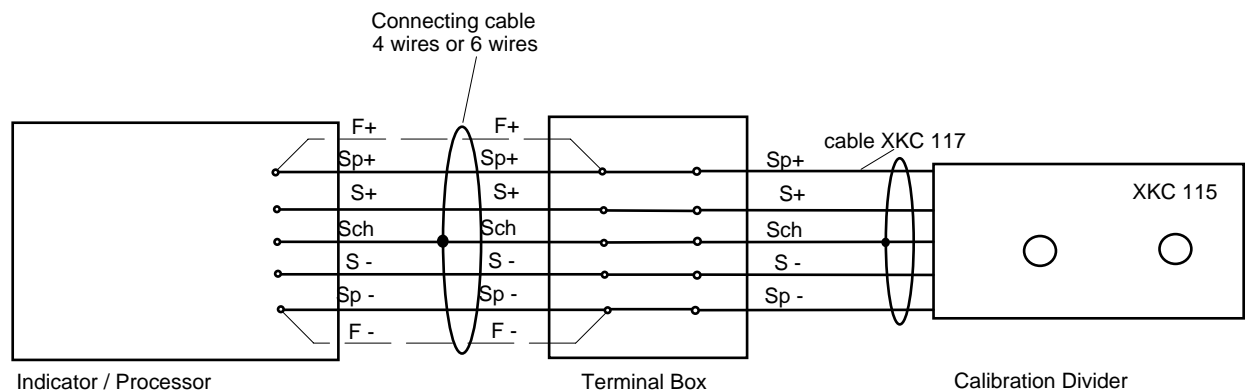 Connecting cable
4 wires or 6 wires
F+ F+
Sp+ Sp+ Sp+ cable XKC 117
S+ S+ S+ XKC 115
Sch Sch Sch
S - S - S -
Sp - Sp - Sp -
F - F -
Indicator / Processor Terminal Box Calibration Divider